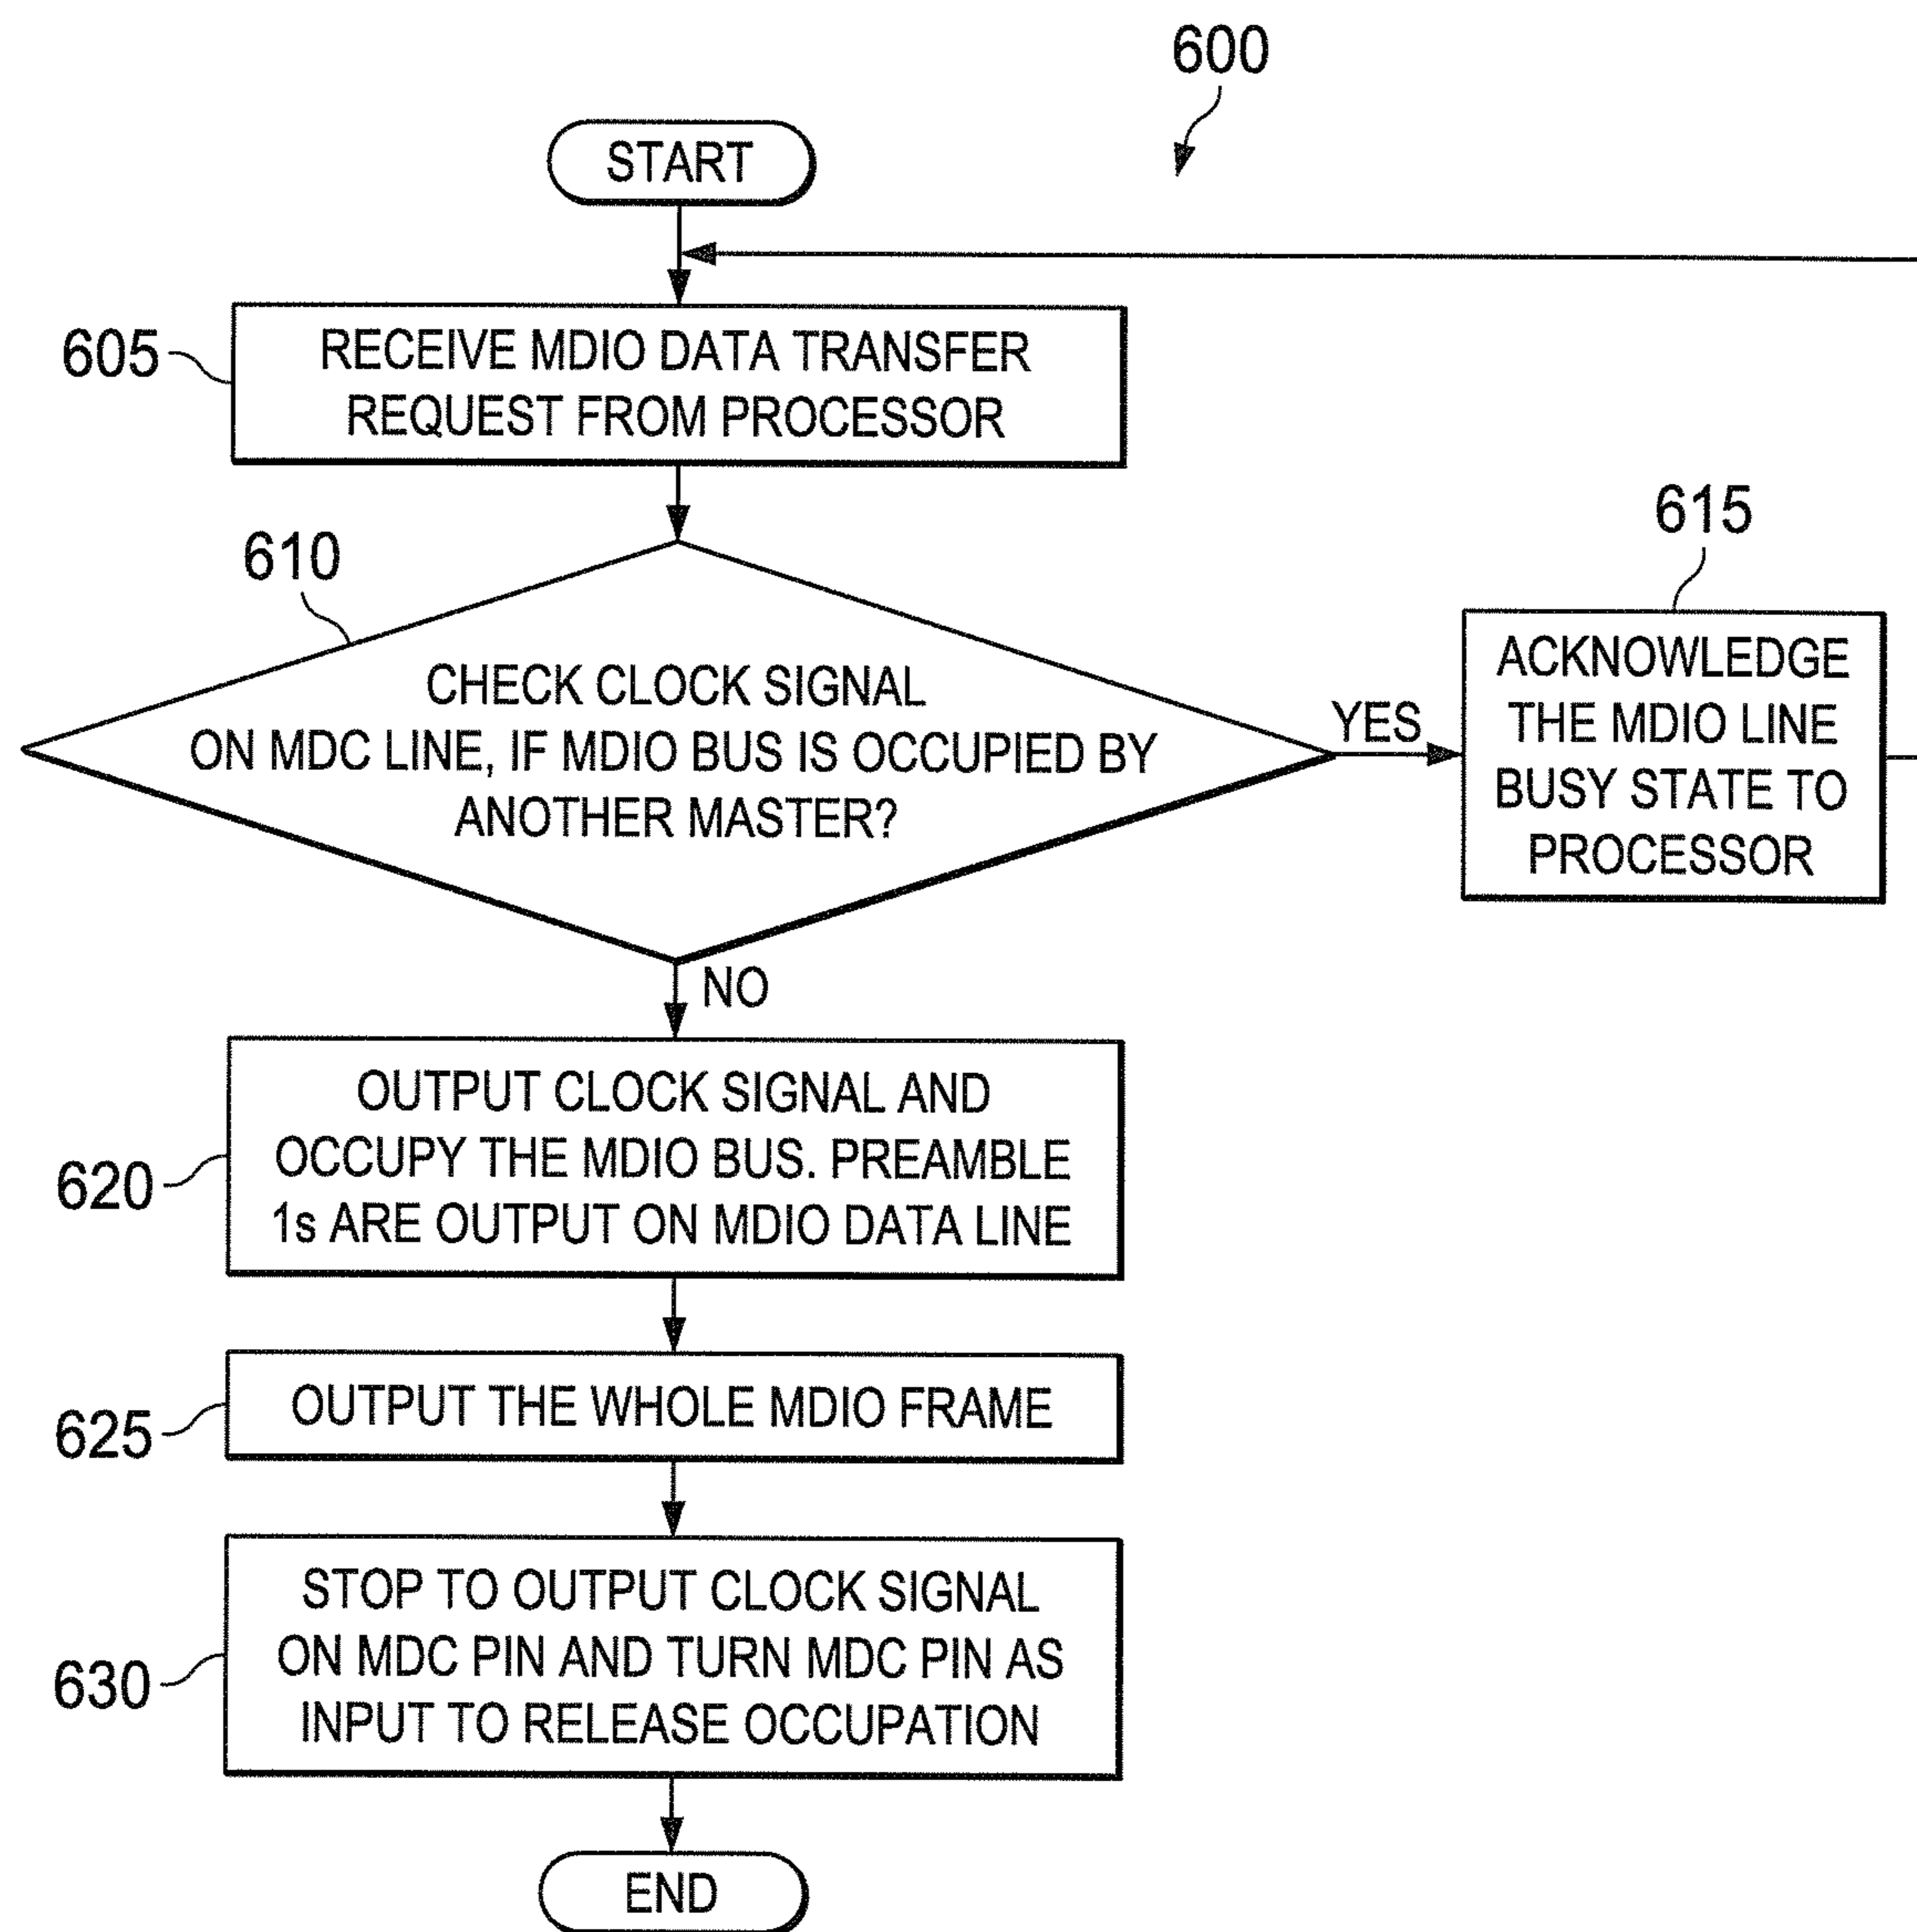 600
START
605
RECEIVE MDIO DATA TRANSFER
REQUEST FROM PROCESSOR
610
CHECK CLOCK SIGNAL
ON MDC LINE, IF MDIO BUS IS OCCUPIED BY
ANOTHER MASTER?
YES
615
ACKNOWLEDGE
THE MDIO LINE
BUSY STATE TO
PROCESSOR
NO
620
OUTPUT CLOCK SIGNAL AND
OCCUPY THE MDIO BUS. PREAMBLE
1s ARE OUTPUT ON MDIO DATA LINE
625
OUTPUT THE WHOLE MDIO FRAME
630
STOP TO OUTPUT CLOCK SIGNAL
ON MDC PIN AND TURN MDC PIN AS
INPUT TO RELEASE OCCUPATION
END